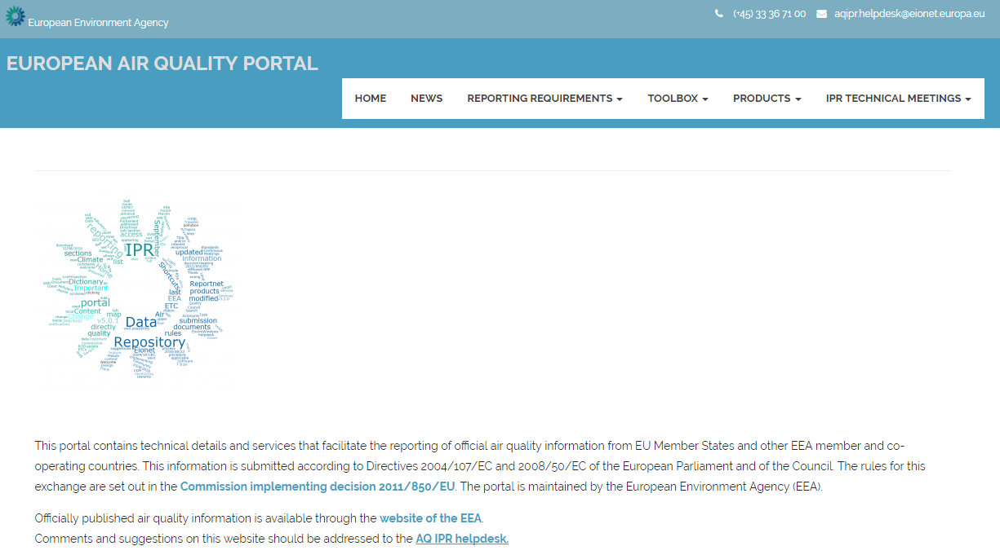 European Environment Agency
(+45) 33 36 71 00 aqipr.helpdesk@eionet.europa.eu
EUROPEAN AIR QUALITY PORTAL
HOME NEWS REPORTING REQUIREMENTS TOOLBOX PRODUCTS IPR TECHNICAL MEETINGS
access
reporting
September
IPR
sections
updated
Climate
list
information
Home
Shortcuts
Dictionary
Reportnet
Important
last
products
EEA
modified
portal
ETC
Content
map
Air
Change
v5.0.1
Data
submission
directly
documents
quality
rules
Repository
Eionet
This portal contains technical details and services that facilitate the reporting of official air quality information from EU Member States and other EEA member and co-
operating countries. This information is submitted according to Directives 2004/107/EC and 2008/50/EC of the European Parliament and of the Council. The rules for this
exchange are set out in the Commission implementing decision 2011/850/EU. The portal is maintained by the European Environment Agency (EEA).
Officially published air quality information is available through the website of the EEA.
Comments and suggestions on this website should be addressed to the AQ IPR helpdesk.